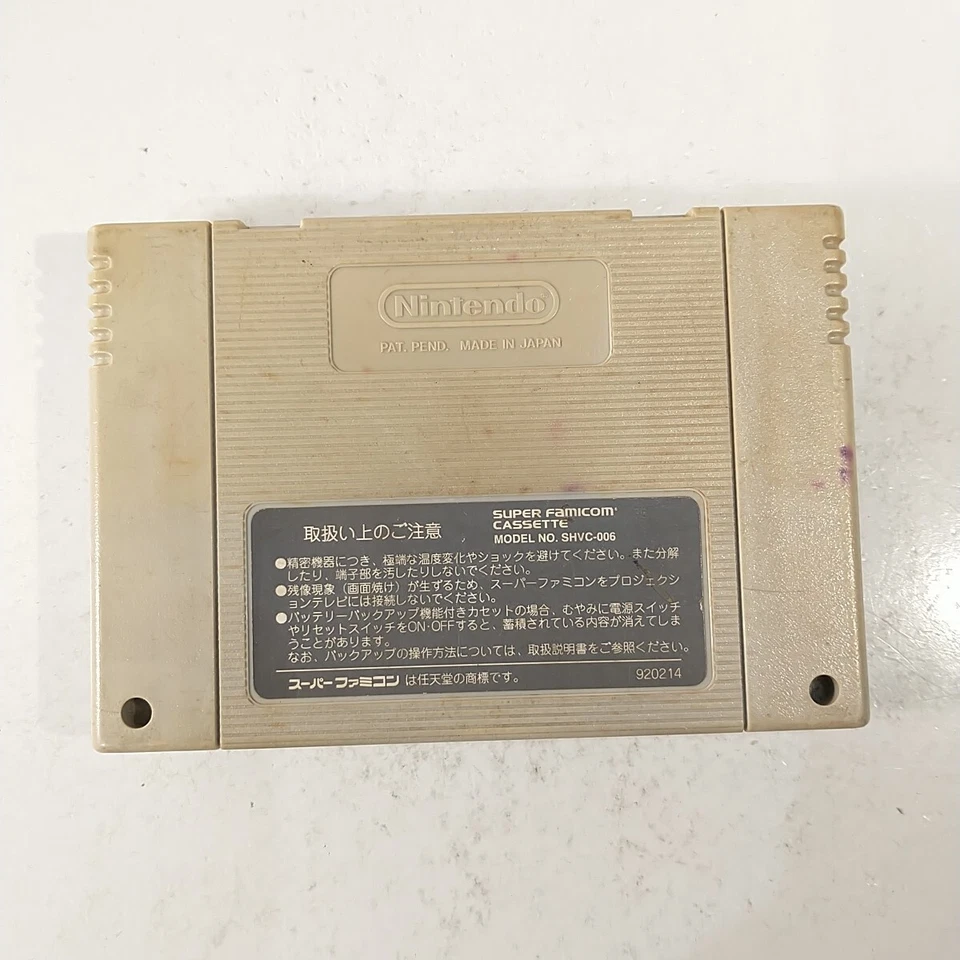 Nintendo
PAT. PEND. MADE IN JAPAN
取扱い上のご注意
SUPER FAMICOM
CASSETTE
MODEL NO. SHVC-006
●精密機器につき、極端な温度変化やショックを避けてください。また分解
したり、端子部を汚したりしないでください。
●残像現象（画面焼け）が生ずるため、スーパーファミコンをプロジェクシ
ョンテレビには接続しないでください。
●バッテリーバックアップ機能付きカセットの場合、むやみに電源スイッチ
やリセットスイッチをON·OFFすると、蓄積されている内容が消えてしま
うことがあります。
なお、バックアップの操作方法については、取扱説明書をご参照ください。
スーパーファミコンは任天堂の商標です。
920214